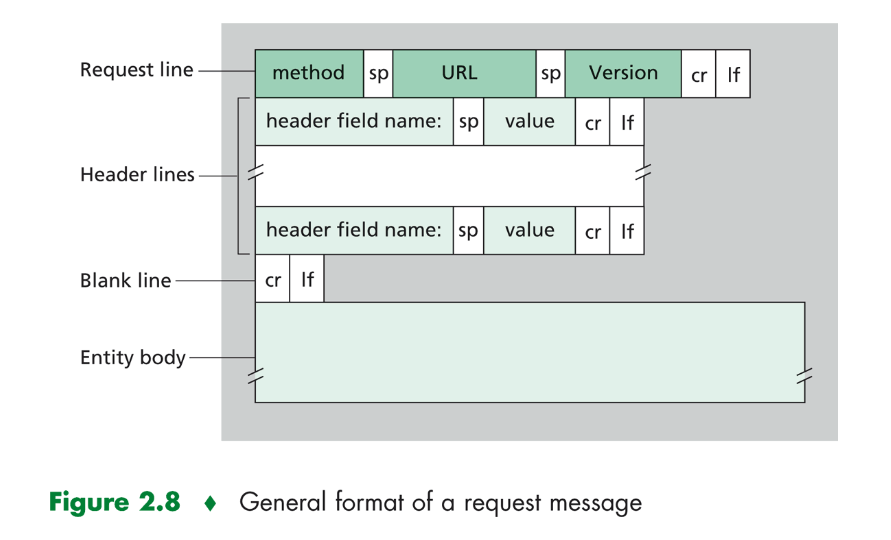 Request line method sp URL sp Version cr lf
header field name: sp value cr lf
Header lines
header field name: sp value cr lf
Blank line cr lf
Entity body
Figure 2.8 ♦ General format of a request message